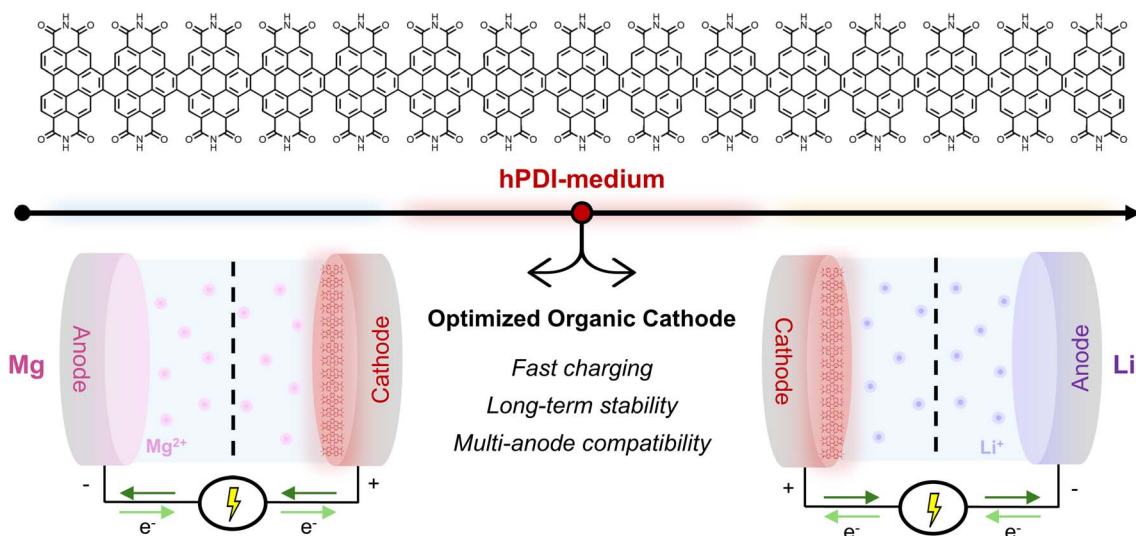 H H H H H H H H H H H H H H H
O N O O N O O N O O N O O N O O N O O N O O N O O N O O N O O N O O N O O N O O N O O N O
O N O O N O O N O O N O O N O O N O O N O O N O O N O O N O O N O O N O O N O O N O O N O
H H H H H H H H H H H H H H H
hPDI-medium
Optimized Organic Cathode
Fast charging
Long-term stability
Multi-anode compatibility
Mg
Anode
Mg²⁺
Cathode
-
+
e⁻
e⁻
Cathode
Li⁺
Anode
Li
+
-
e⁻
e⁻